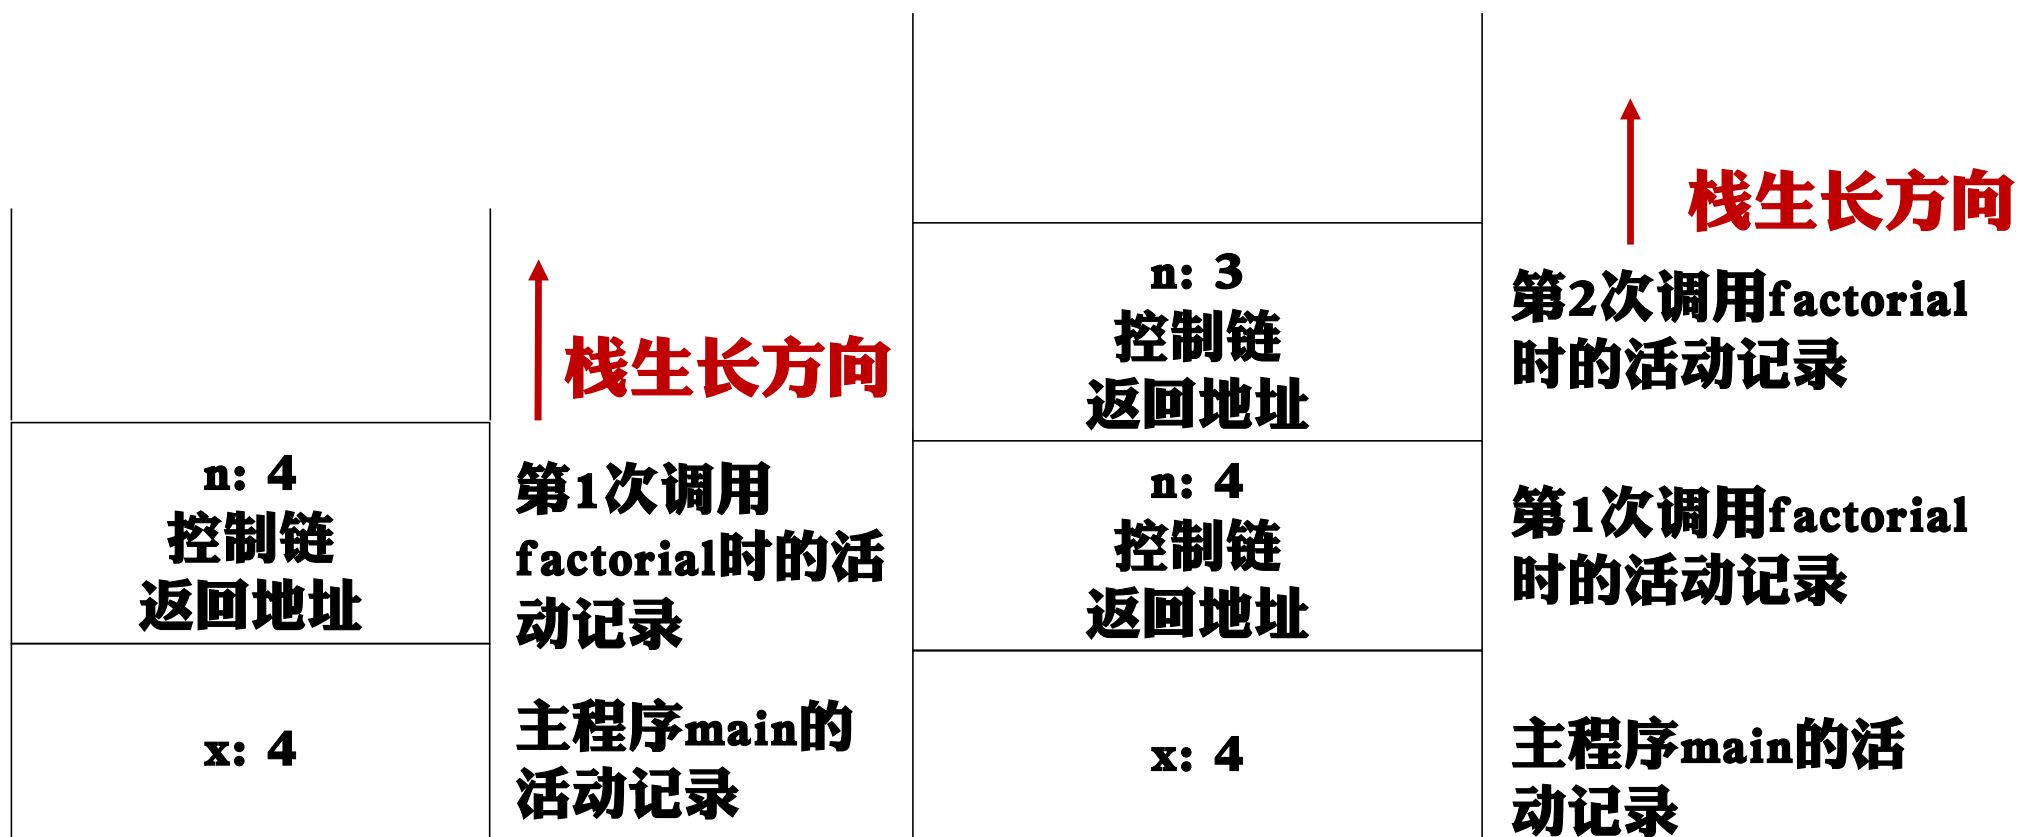 栈生长方向
n: 4
控制链
返回地址
第1次调用
factorial时的活
动记录
x: 4
主程序main的
活动记录
栈生长方向
n: 3
控制链
返回地址
第2次调用factorial
时的活动记录
n: 4
控制链
返回地址
第1次调用factorial
时的活动记录
x: 4
主程序main的活
动记录